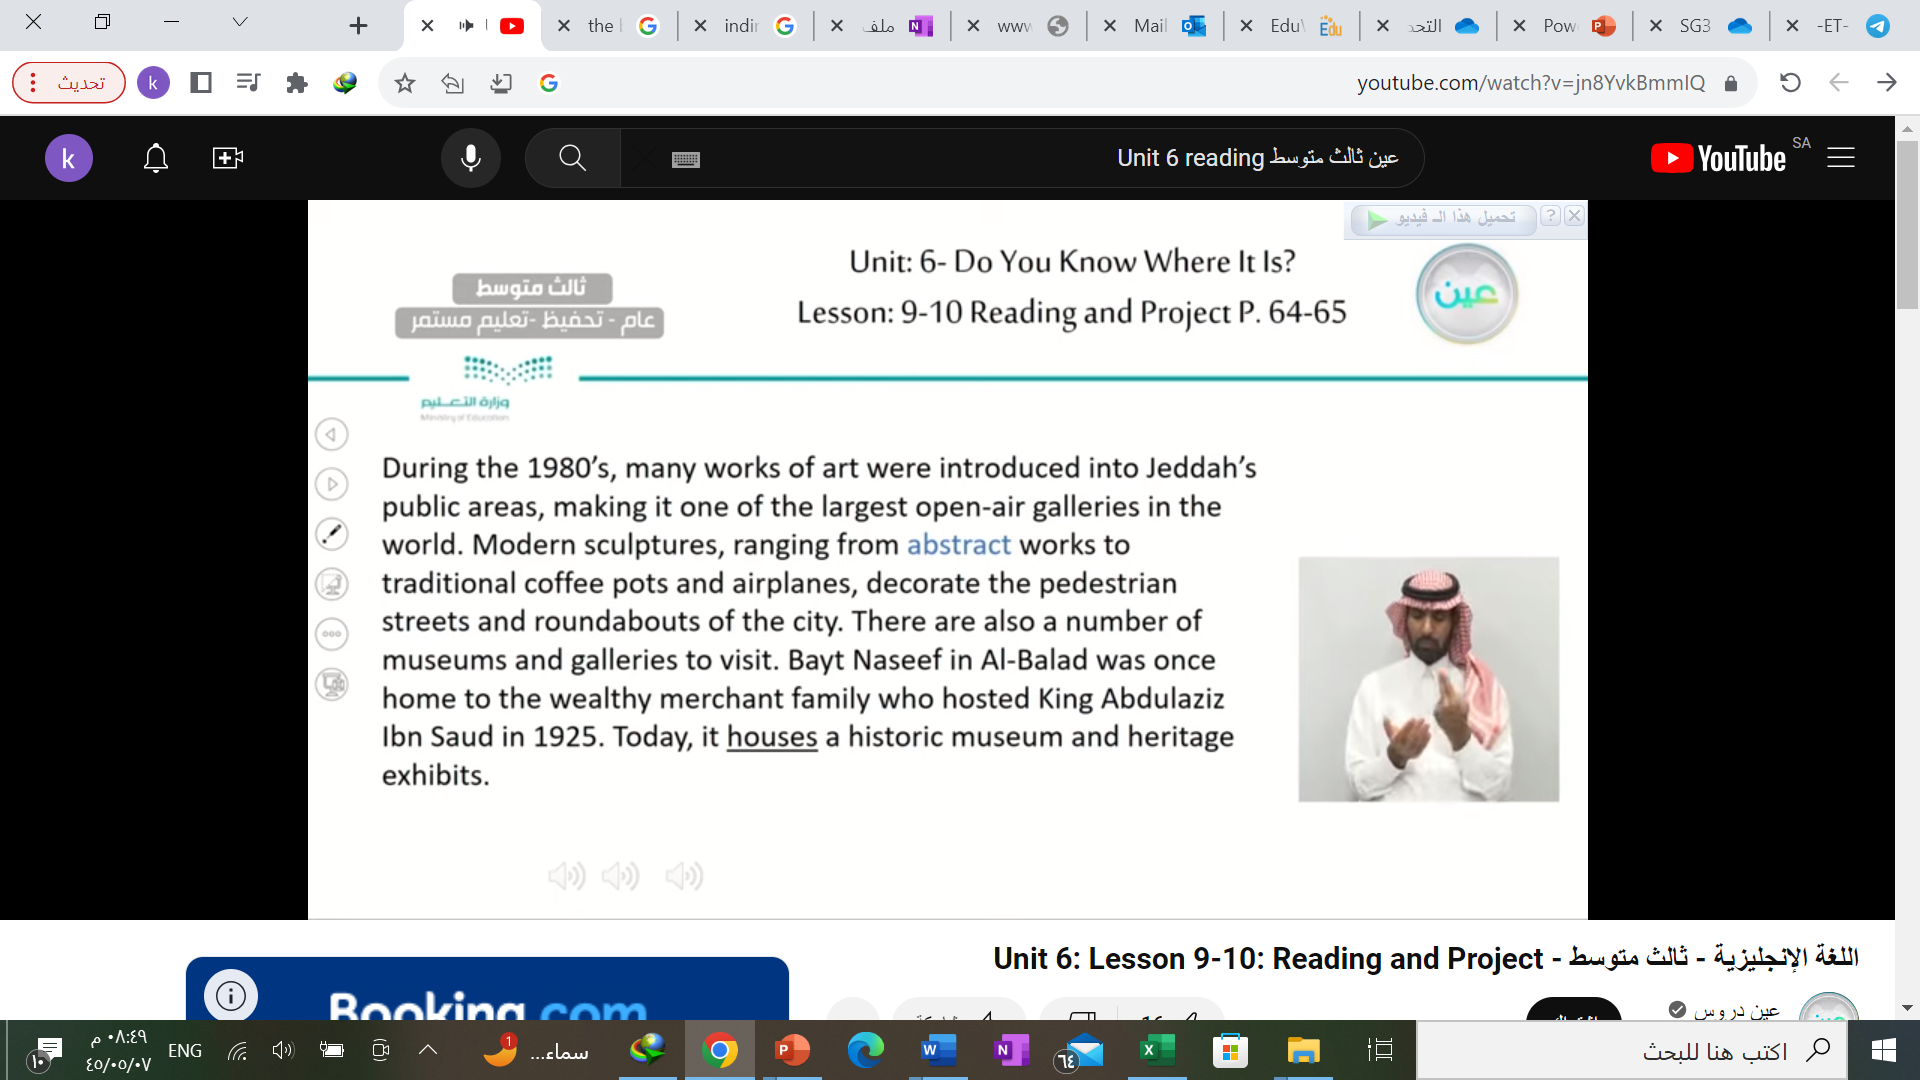 the
indir
ملف
www
Mail
Edu
التحد
Pow
SG3
-ET-
تحديث
k
youtube.com/watch?v=jn8YvkBmmIQ
k
Unit 6 reading عين ثالث متوسط
YouTube
SA
تحميل هذا الـ فيديو
?
Unit: 6- Do You Know Where It Is?
Lesson: 9-10 Reading and Project P. 64-65
ثالث متوسط
عام - تحفيظ -تعليم مستمر
عين
وزارة التعـليم
Ministry of Education
During the 1980’s, many works of art were introduced into Jeddah’s
public areas, making it one of the largest open-air galleries in the
world. Modern sculptures, ranging from abstract works to
traditional coffee pots and airplanes, decorate the pedestrian
streets and roundabouts of the city. There are also a number of
museums and galleries to visit. Bayt Naseef in Al-Balad was once
home to the wealthy merchant family who hosted King Abdulaziz
Ibn Saud in 1925. Today, it houses a historic museum and heritage
exhibits.
Unit 6: Lesson 9-10: Reading and Project - اللغة الإنجليزية - ثالث متوسط
Booking.com
عين دروس
16
٠٨:٤٩ م
٤٥/٠٥/٠٧
١٠
ENG
1
سماء...
٦٤
اكتب هنا للبحث